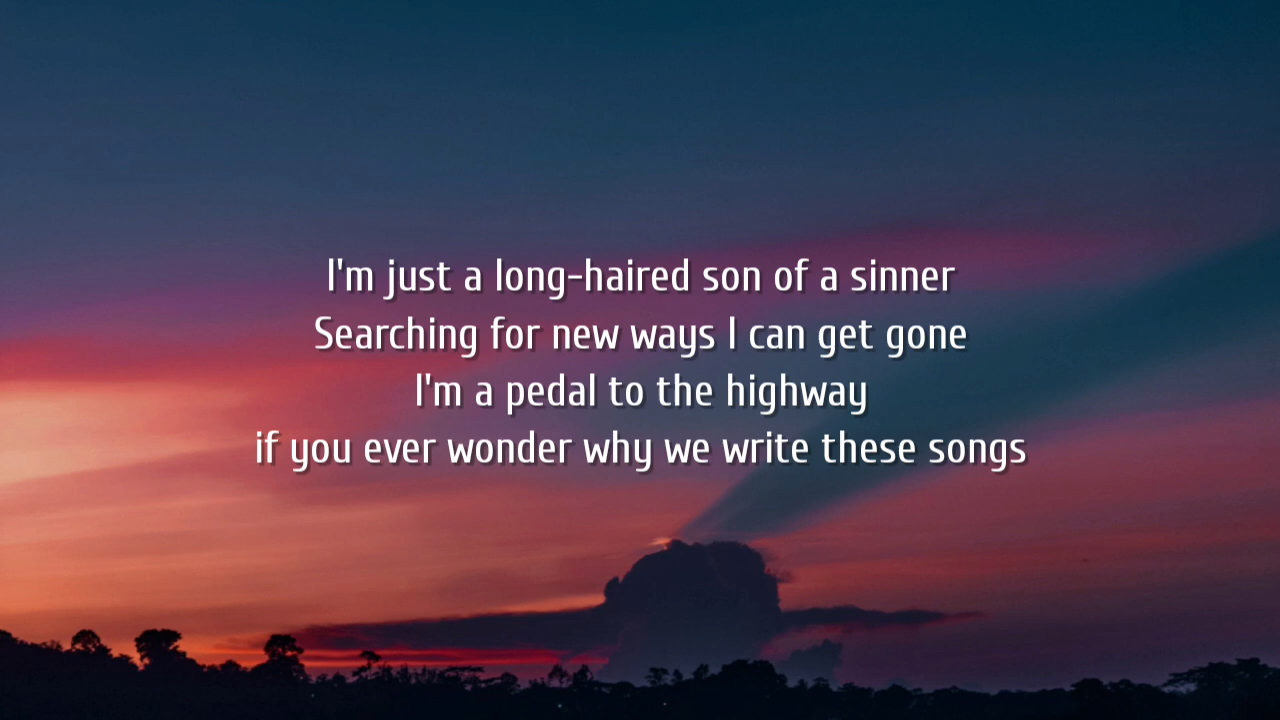 I'm just a long-haired son of a sinner
Searching for new ways I can get gone
I'm a pedal to the highway
if you ever wonder why we write these songs